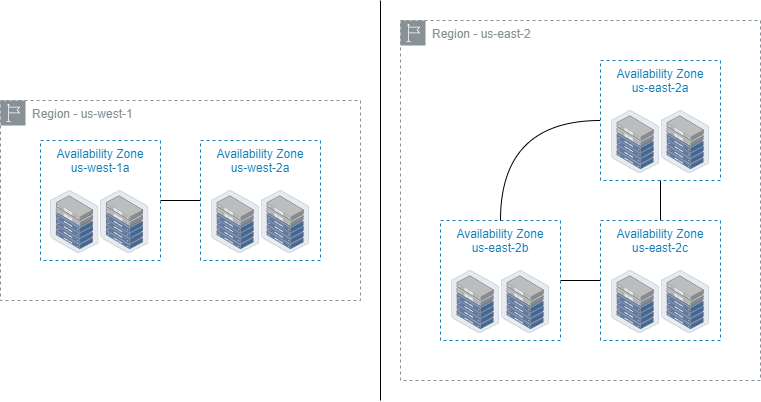 Region - us-west-1
Availability Zone
us-west-1a
Availability Zone
us-west-2a
Region - us-east-2
Availability Zone
us-east-2a
Availability Zone
us-east-2b
Availability Zone
us-east-2c